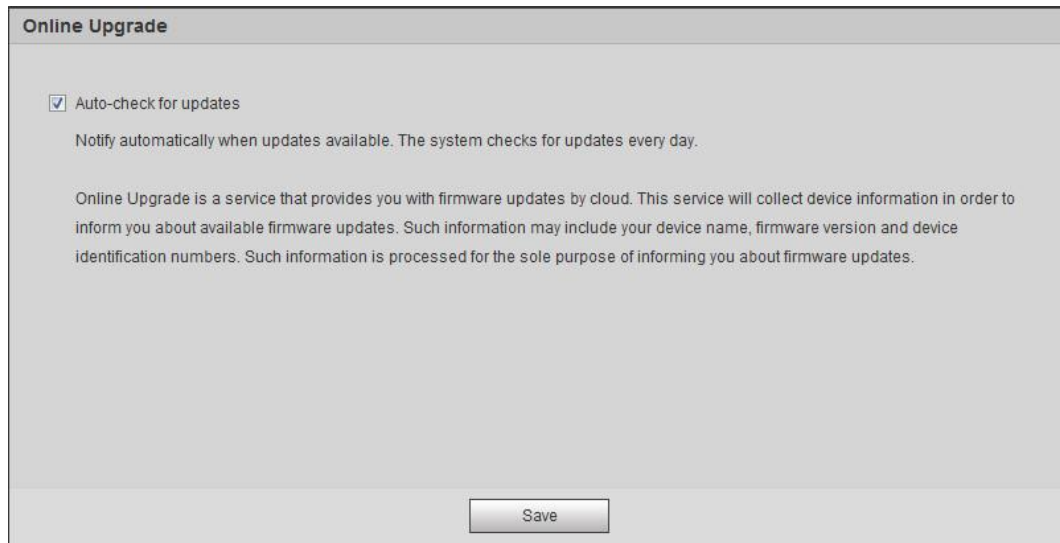 Online Upgrade
Auto-check for updates
Notify automatically when updates available. The system checks for updates every day.
Online Upgrade is a service that provides you with firmware updates by cloud. This service will collect device information in order to
inform you about available firmware updates. Such information may include your device name, firmware version and device
identification numbers. Such information is processed for the sole purpose of informing you about firmware updates.
Save